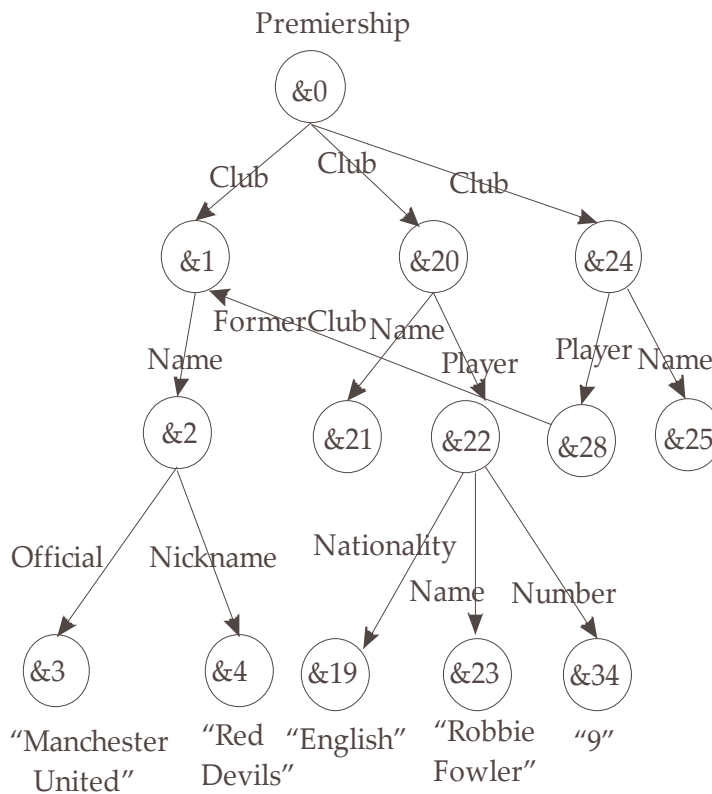 Premiership
&0
Club Club Club
&1 &20 &24
FormerClub Name
Name Player Player Name
&2 &21 &22 &28 &25
Official Nickname Nationality
Name Number
&3 &4 &19 &23 &34
“Manchester United” “Red Devils” “English” “Robbie Fowler” “9”